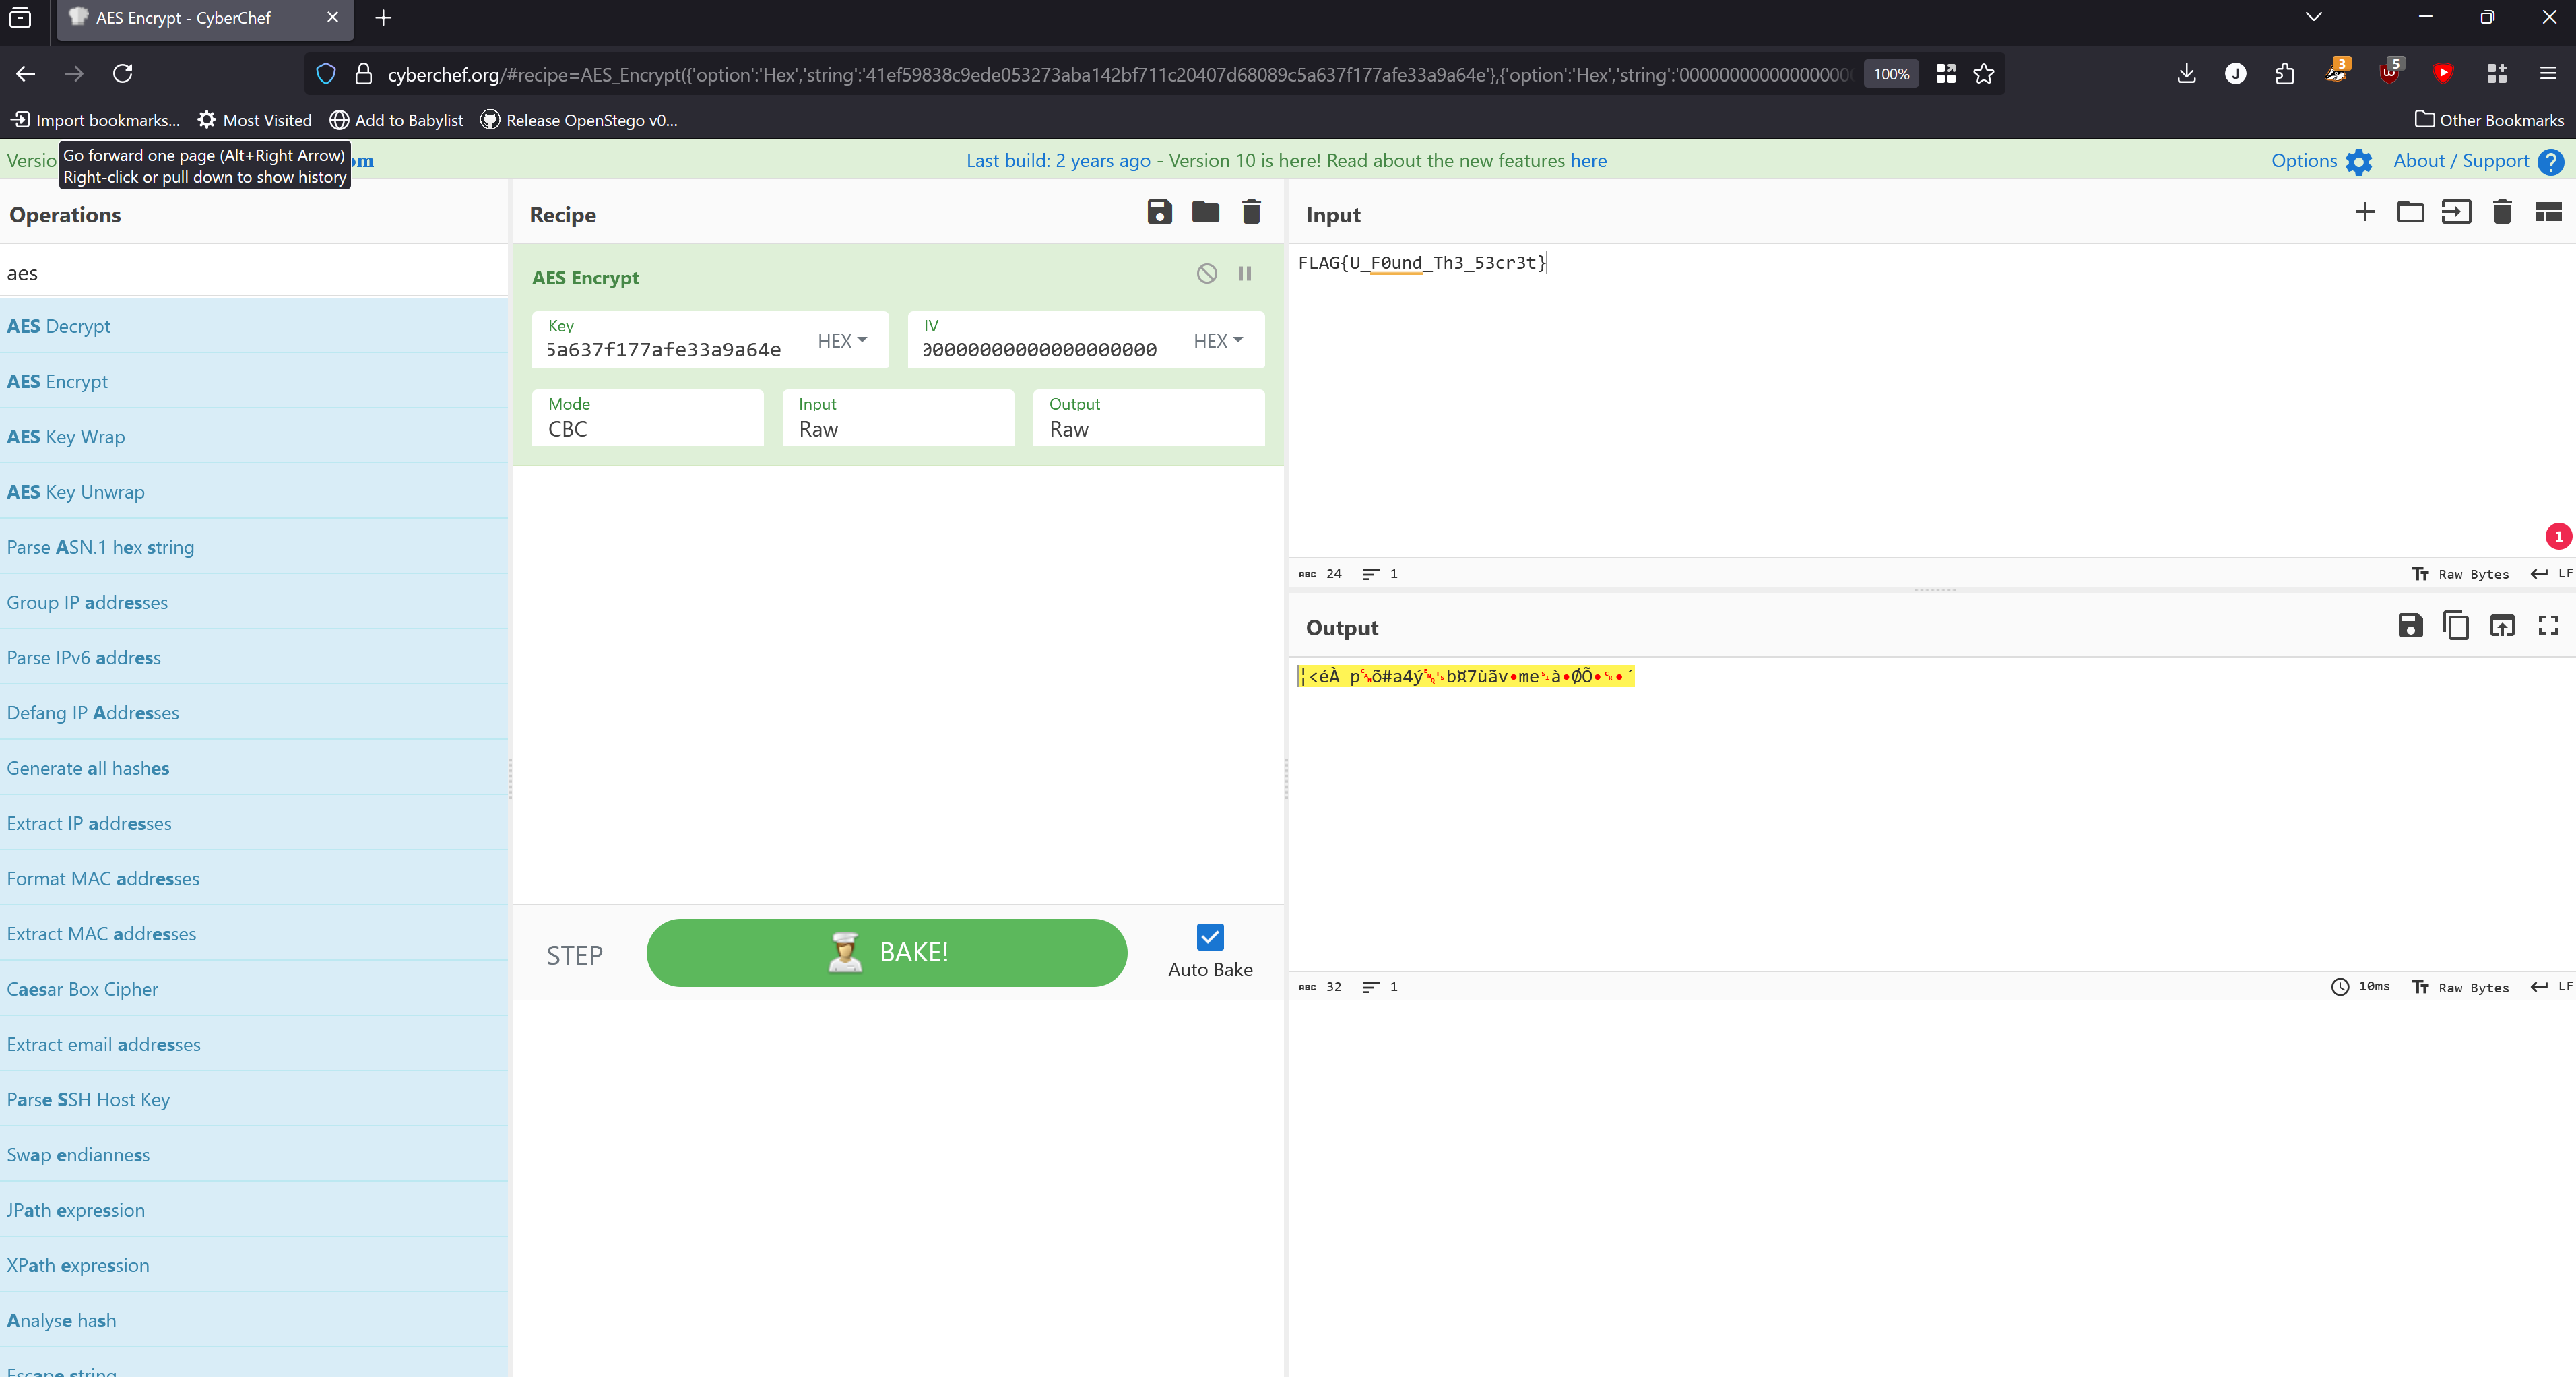 AES Encrypt - CyberChef
cyberchef.org/#recipe=AES_Encrypt({'option':'Hex','string':'41ef59838c9ede053273aba142bf711c20407d68089c5a637f177afe33a9a64e'},{'option':'Hex','string':'000000000000000000
100%
J
3
5
Import bookmarks...
Most Visited
Add to Babylist
Release OpenStego v0...
Other Bookmarks
Go forward one page (Alt+Right Arrow)
Right-click or pull down to show history
Versio
om
Last build: 2 years ago - Version 10 is here! Read about the new features here
Options
About / Support
Operations
aes
AES Decrypt
AES Encrypt
AES Key Wrap
AES Key Unwrap
Parse ASN.1 hex string
Group IP addresses
Parse IPv6 address
Defang IP Addresses
Generate all hashes
Extract IP addresses
Format MAC addresses
Extract MAC addresses
Caesar Box Cipher
Extract email addresses
Parse SSH Host Key
Swap endianness
JPath expression
XPath expression
Analyse hash
Escape string
Recipe
AES Encrypt
Key
5a637f177afe33a9a64e
HEX
IV
00000000000000000000
HEX
Mode
CBC
Input
Raw
Output
Raw
STEP
BAKE!
Auto Bake
Input
FLAG{U_F0und_Th3_53cr3t}
1
ABC 24
1
Raw Bytes
LF
Output
¦<éÀ p õ#a4ý b¤7ùãv•me à•ØÕ• •´
ABC 32
1
10ms
Raw Bytes
LF